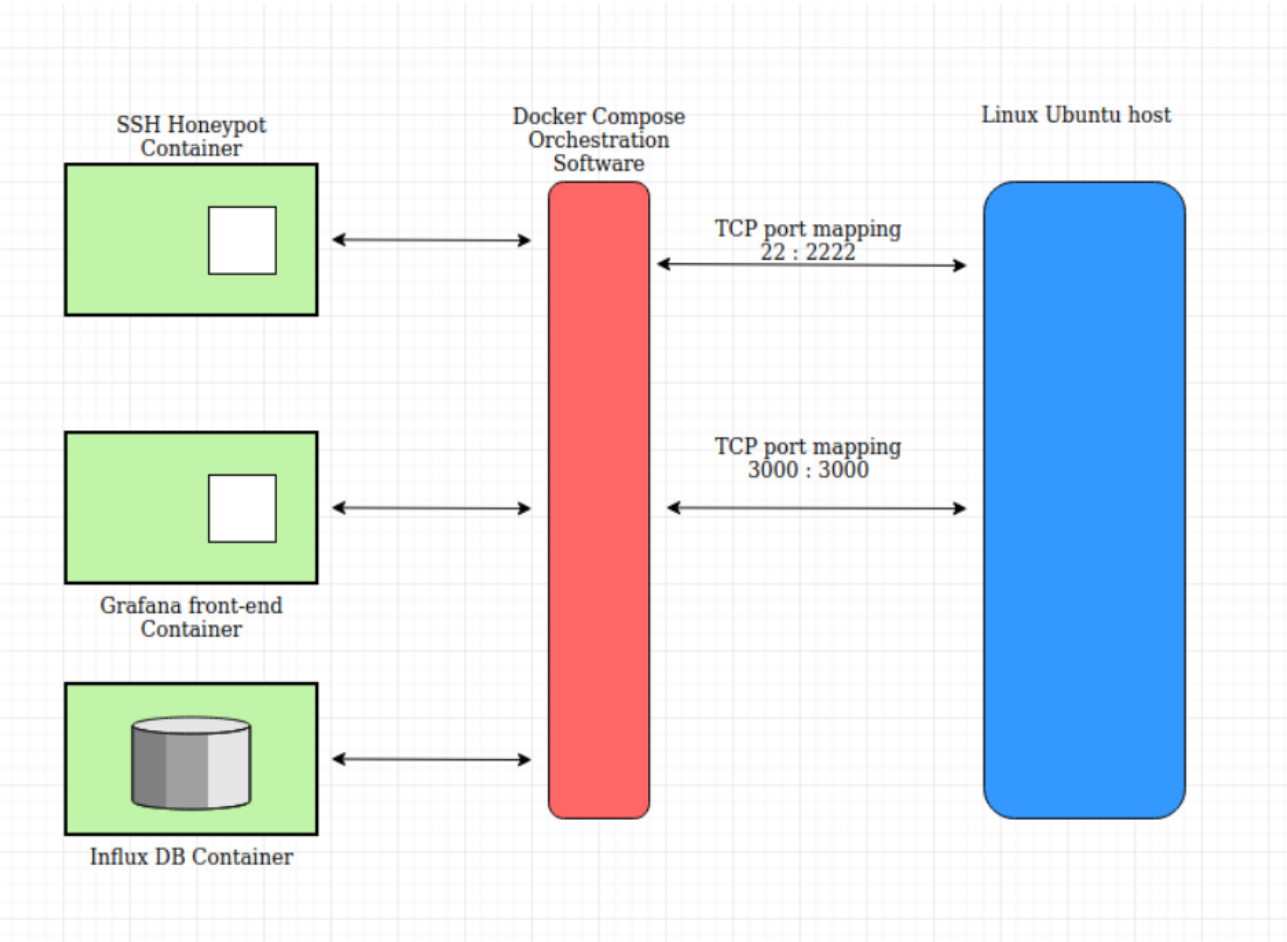 SSH Honeypot
Container
Docker Compose
Orchestration
Software
Linux Ubuntu host
TCP port mapping
22 : 2222
TCP port mapping
3000 : 3000
Grafana front-end
Container
Influx DB Container